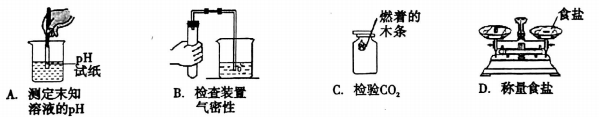 pH
试纸
A. 测定末知
溶液的pH
B. 检查装置
气密性
燃着的
木条
C. 检验CO₂
食盐
D. 称量食盐